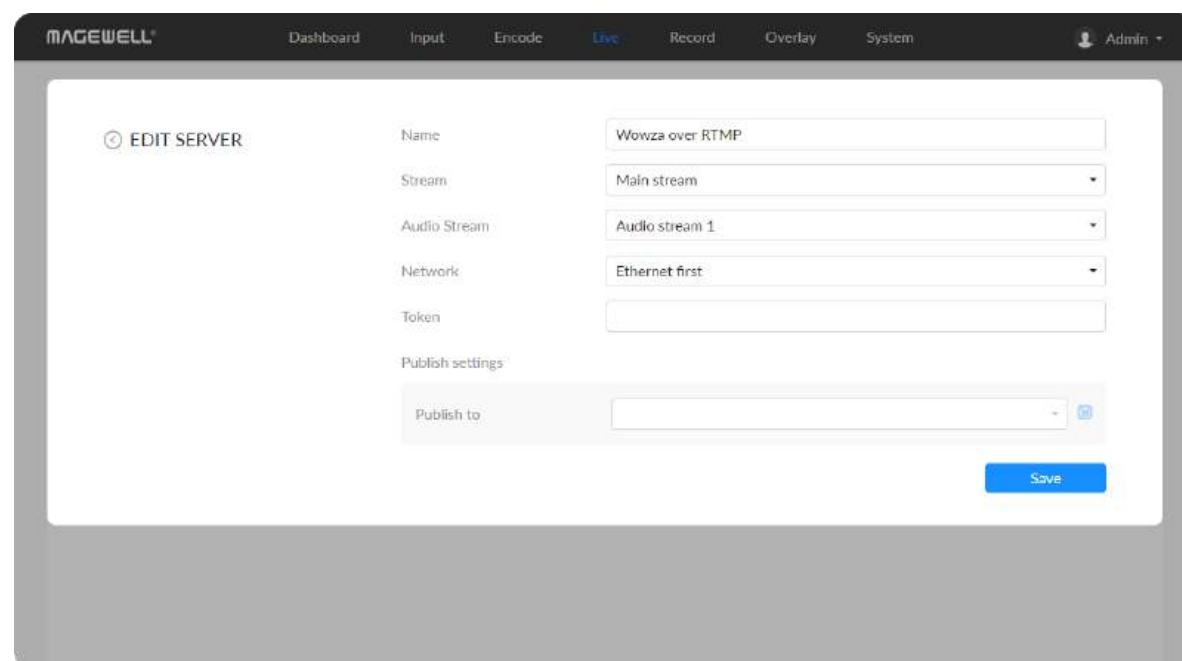 MAGEWELL® Dashboard Input Encode Live Record Overlay System Admin
EDIT SERVER
Name Wowza over RTMP
Stream Main stream
Audio Stream Audio stream 1
Network Ethernet first
Token
Publish settings
Publish to
Save